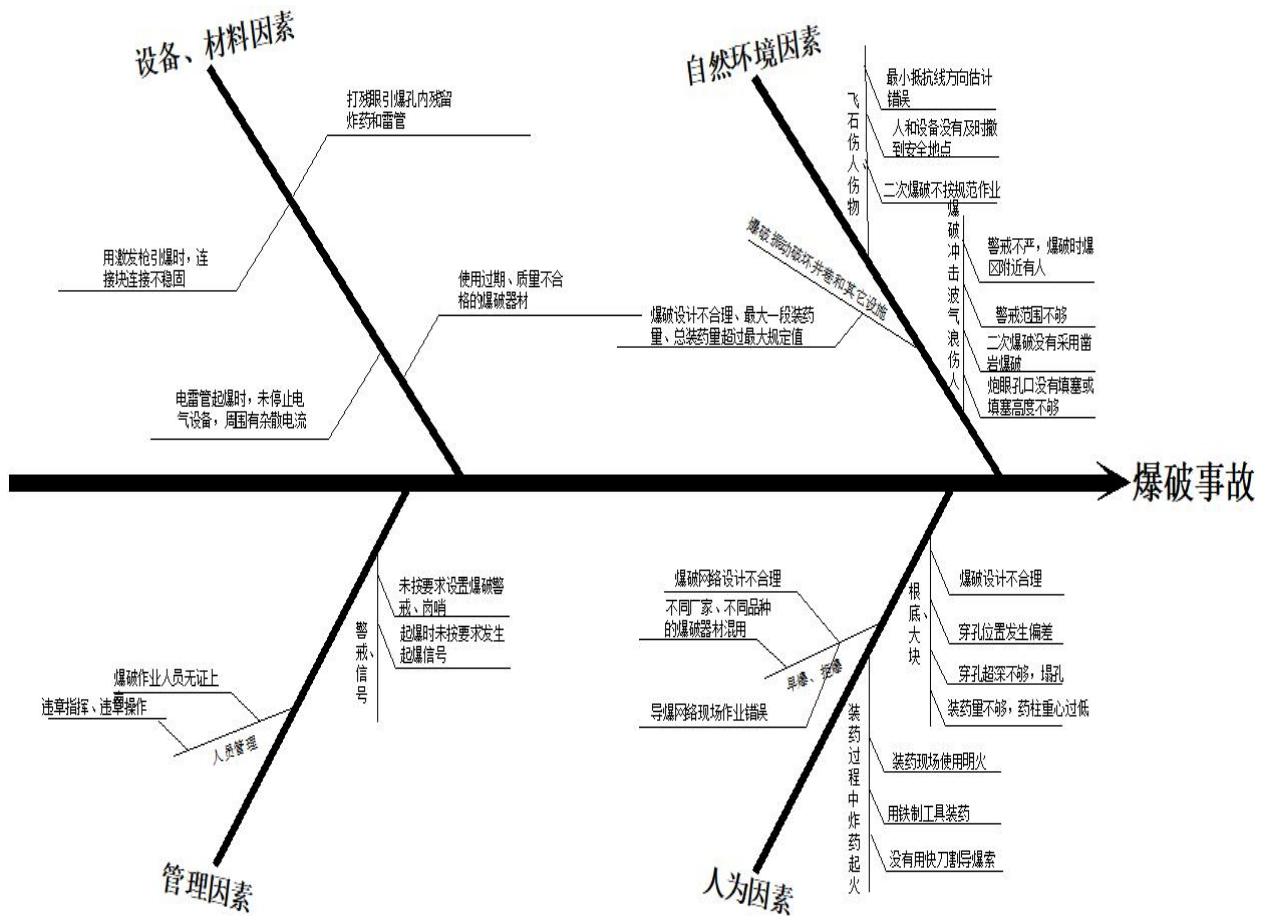 设备、材料因素
打残眼引爆孔内残留
炸药和雷管
用激发枪引爆时，连
接块连接不稳固
使用过期、质量不合
格的爆破器材
电雷管起爆时，未停止电
气设备，周围有杂散电流
自然环境因素
飞石伤人伤物
最小抵抗线方向估计
错误
人和设备没有及时撤
到安全地点
二次爆破不按规范作业
爆破振动破坏井巷和其它设施
爆破设计不合理、最大一段装药
量、总装药量超过最大规定值
爆破冲击波气浪伤人
警戒不严，爆破时爆
附近有人
警戒范围不够
二次爆破没有采用凿
岩爆破
炮眼孔口没有填塞或
填塞高度不够
爆破事故
管理因素
警戒、信号
未按要求设置爆破警
戒、岗哨
起爆时未按要求发生
起爆信号
爆破作业人员无证上
违章指挥、违章操作
人员管理
人为因素
爆破网络设计不合理
不同厂家、不同品种
的爆破器材混用
早爆、拒爆
导爆网络现场作业错误
根底、大块
爆破设计不合理
穿孔位置发生偏差
穿孔超深不够，塌孔
装药量不够，药柱重心过低
装药过程中炸药起火
装药现场使用明火
用铁制工具装药
没有用快刀割导爆索